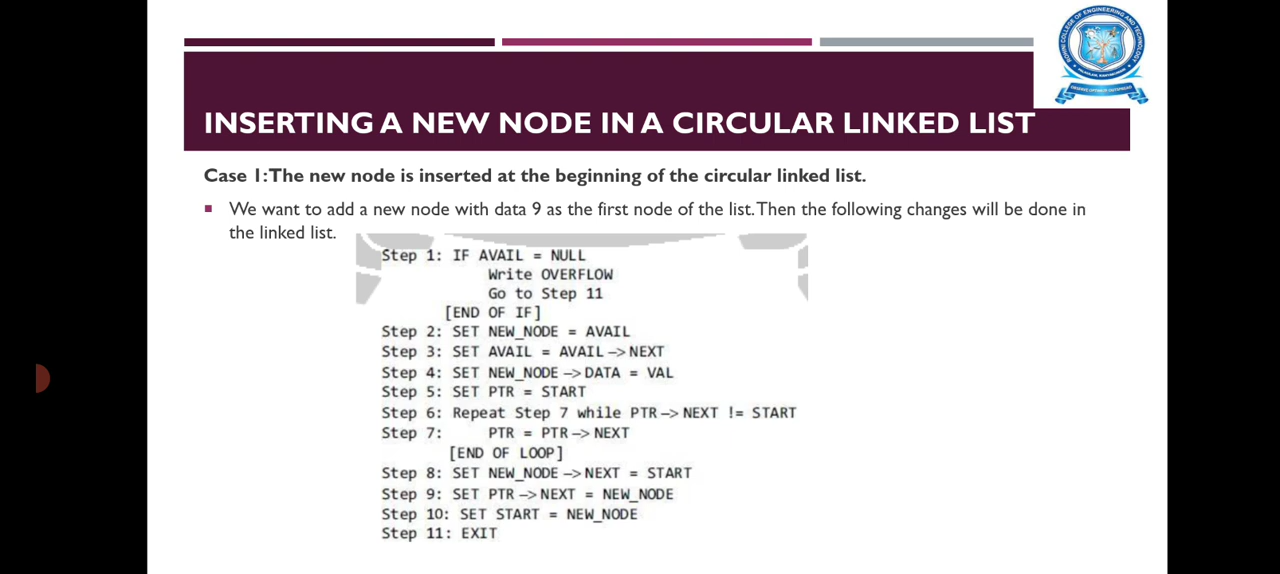 INSERTING A NEW NODE IN A CIRCULAR LINKED LIST
Case 1:The new node is inserted at the beginning of the circular linked list.
We want to add a new node with data 9 as the first node of the list.Then the following changes will be done in
the linked list.
Step 1: IF AVAIL = NULL
Write OVERFLOW
Go to Step 11
[END OF IF]
Step 2: SET NEW_NODE = AVAIL
Step 3: SET AVAIL = AVAIL->NEXT
Step 4: SET NEW_NODE->DATA = VAL
Step 5: SET PTR = START
Step 6: Repeat Step 7 while PTR->NEXT != START
Step 7: PTR = PTR->NEXT
[END OF LOOP]
Step 8: SET NEW_NODE->NEXT = START
Step 9: SET PTR->NEXT = NEW_NODE
Step 10: SET START = NEW_NODE
Step 11: EXIT